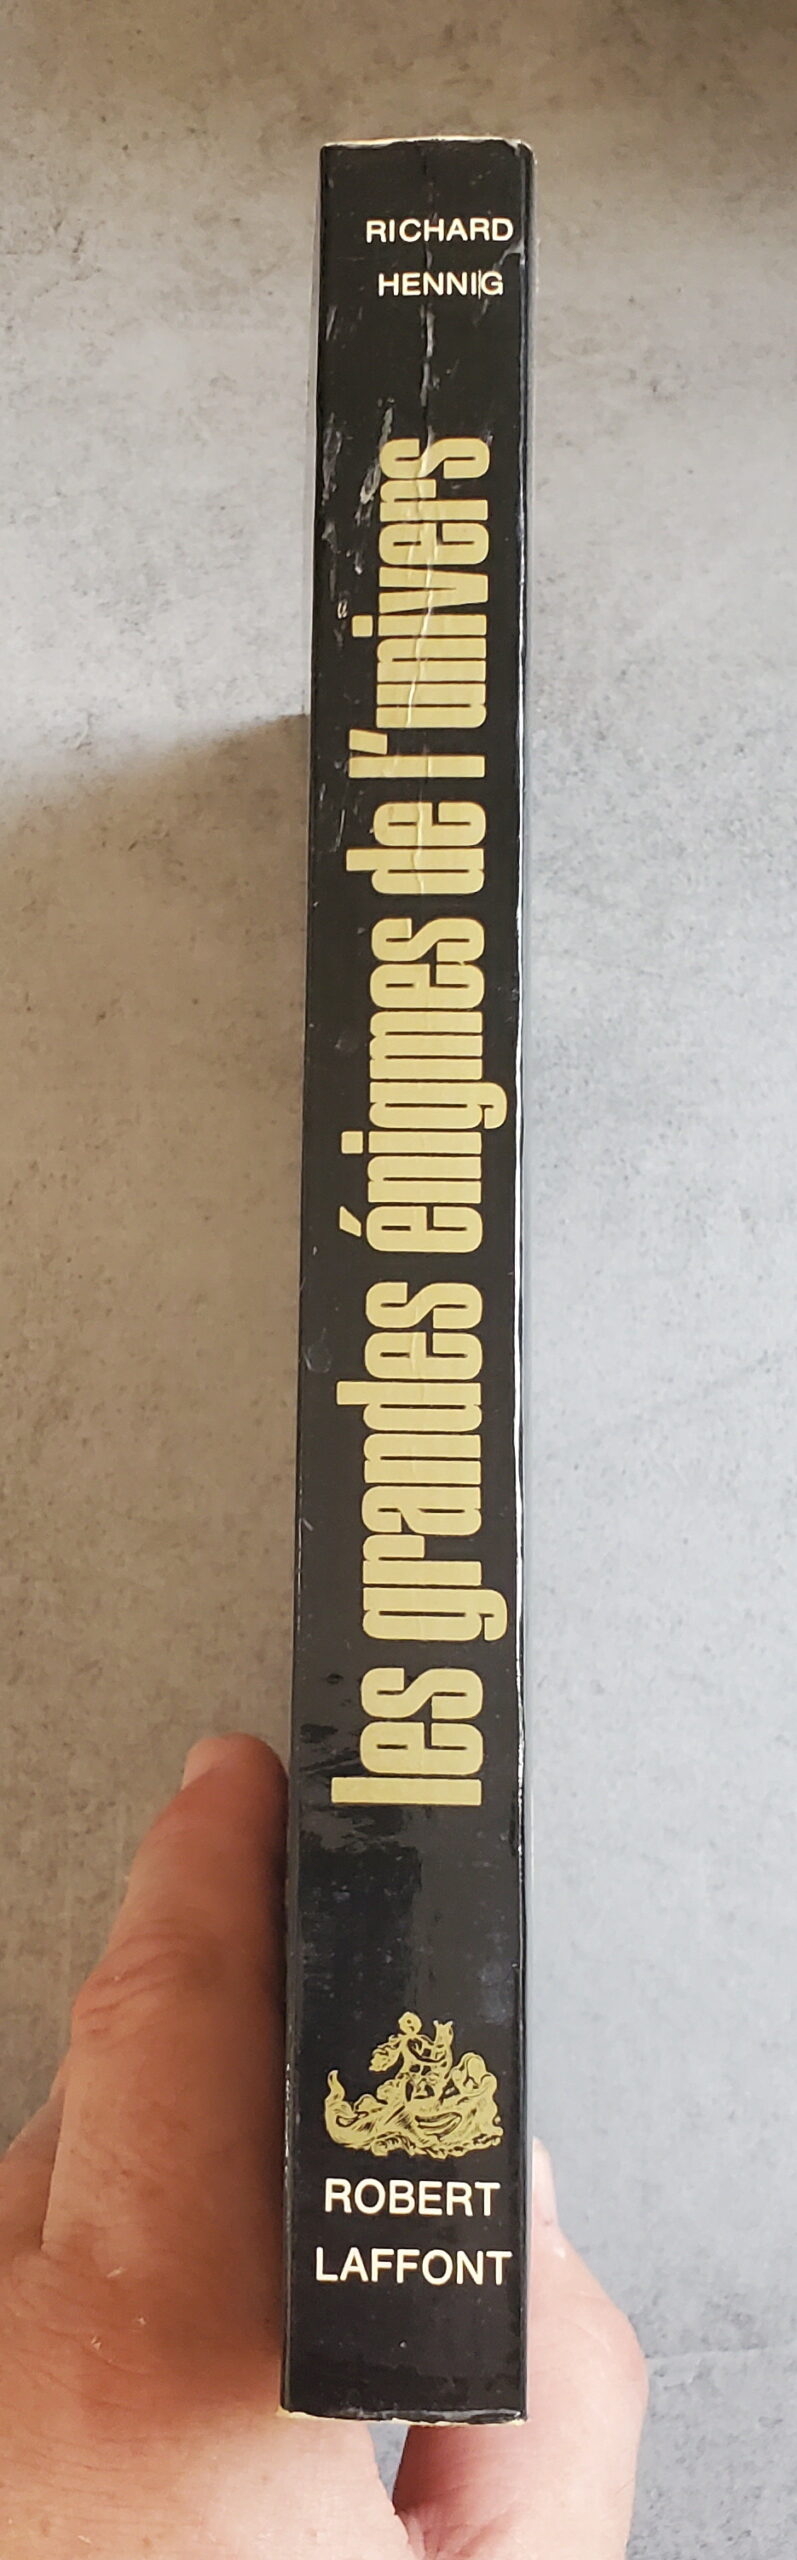 RICHARD
HENNIG
les grandes énigmes de l'univers
ROBERT
LAFFONT